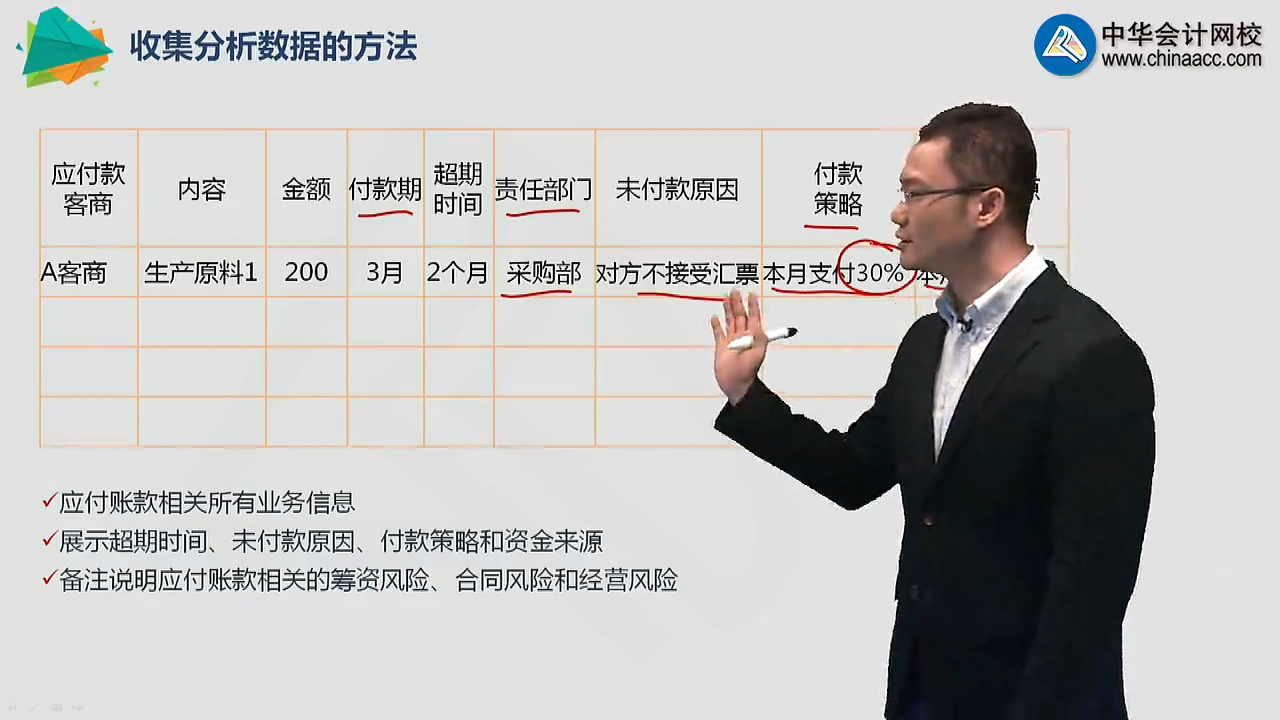 收集分析数据的方法
中华会计网校
www.chinaacc.com
应付款客商 内容 金额 付款期 超期时间 责任部门 未付款原因 付款策略
A客商 生产原料1 200 3月 2个月 采购部 对方不接受汇票 本月支付30%
✓应付账款相关所有业务信息
✓展示超期时间、未付款原因、付款策略和资金来源
✓备注说明应付账款相关的筹资风险、合同风险和经营风险